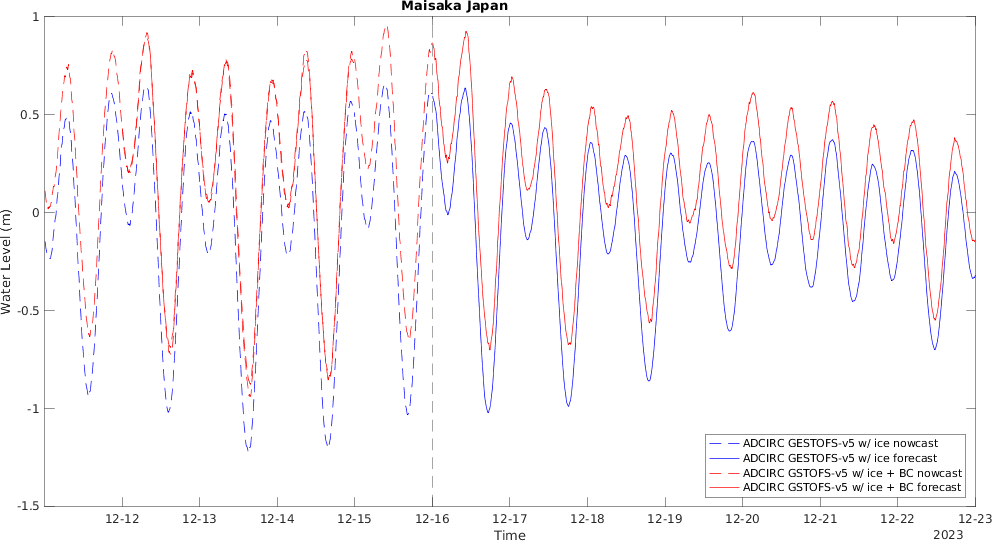 Maisaka Japan
1
0.5
0
-0.5
-1
-1.5
Water Level (m)
12-12
12-13
12-14
12-15
12-16
12-17
12-18
12-19
12-20
12-21
12-22
12-23
Time
2023
ADCIRC GESTOFS-v5 w/ ice nowcast
ADCIRC GESTOFS-v5 w/ ice forecast
ADCIRC GSTOFS-v5 w/ ice + BC nowcast
ADCIRC GSTOFS-v5 w/ ice + BC forecast